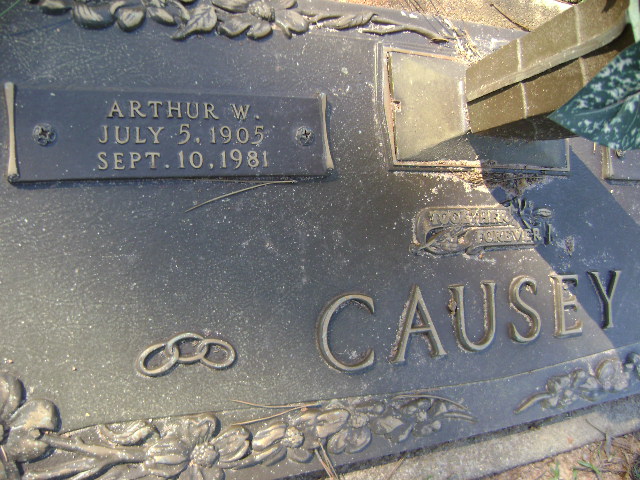 ARTHUR W.
JULY 5, 1905
SEPT. 10, 1981
TOGETHER
FOREVER
CAUSEY